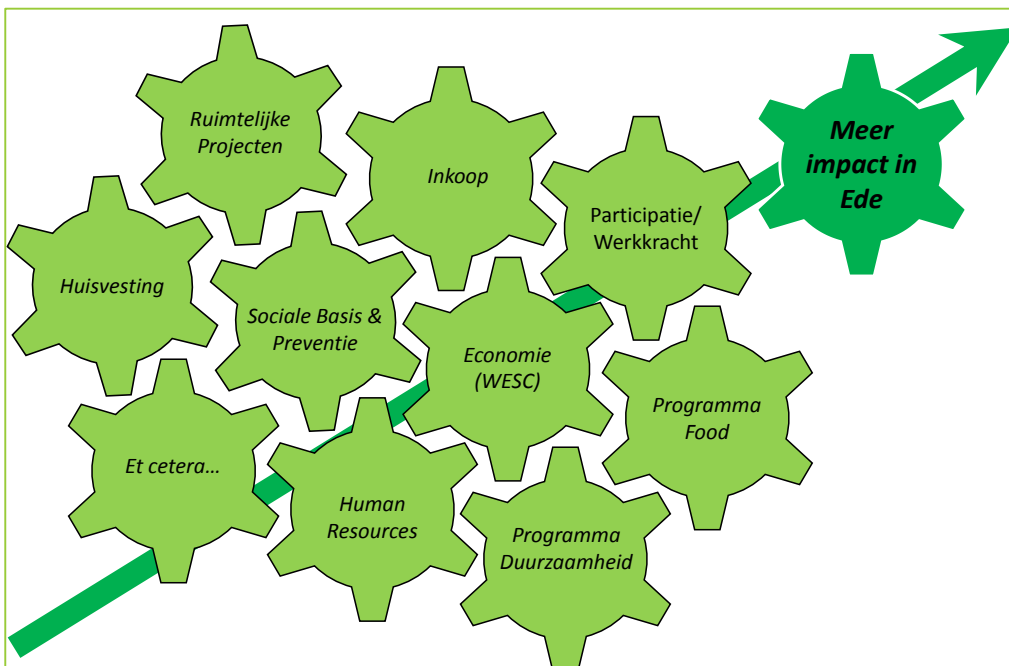 Ruimtelijke
Projecten
Inkoop
Meer
impact in
Ede
Participatie/
Werkkracht
Huisvesting
Sociale Basis &
Preventie
Economie
(WESC)
Programma
Food
Et cetera...
Human
Resources
Programma
Duurzaamheid